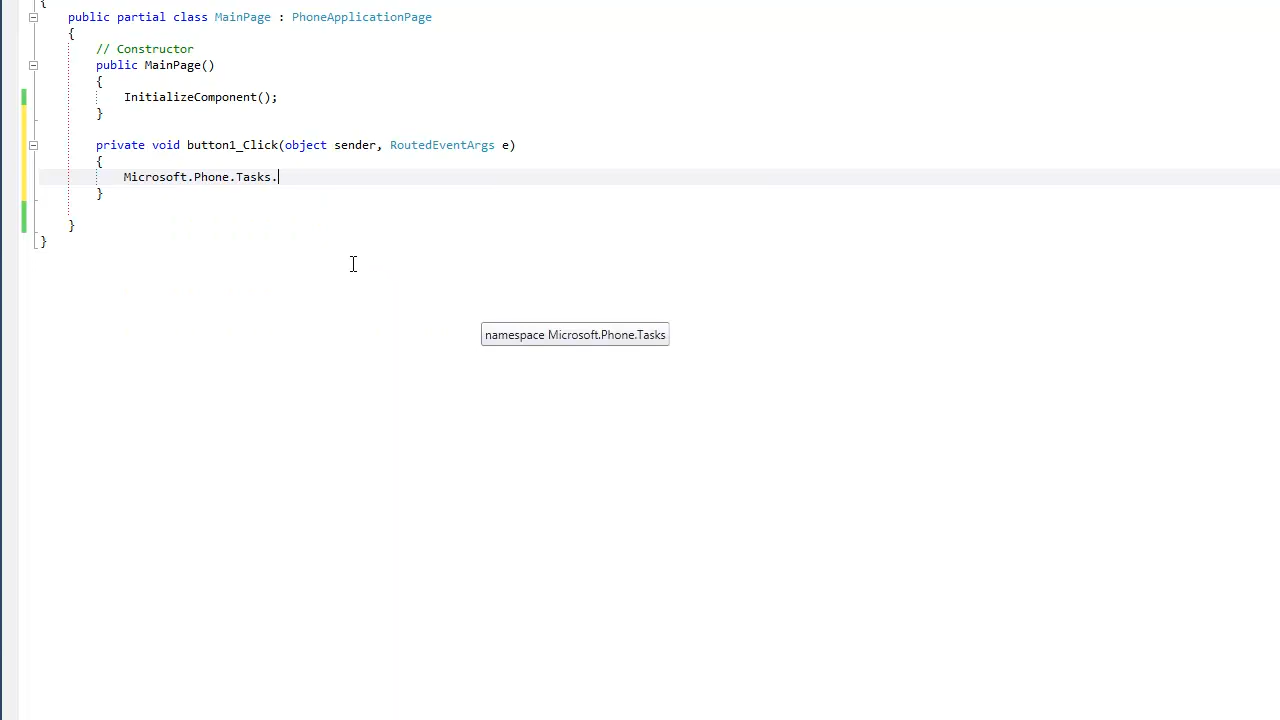 {
public partial class MainPage : PhoneApplicationPage
{
// Constructor
public MainPage()
{
InitializeComponent();
}
private void button1_Click(object sender, RoutedEventArgs e)
{
Microsoft.Phone.Tasks.
}
}
}
namespace Microsoft.Phone.Tasks